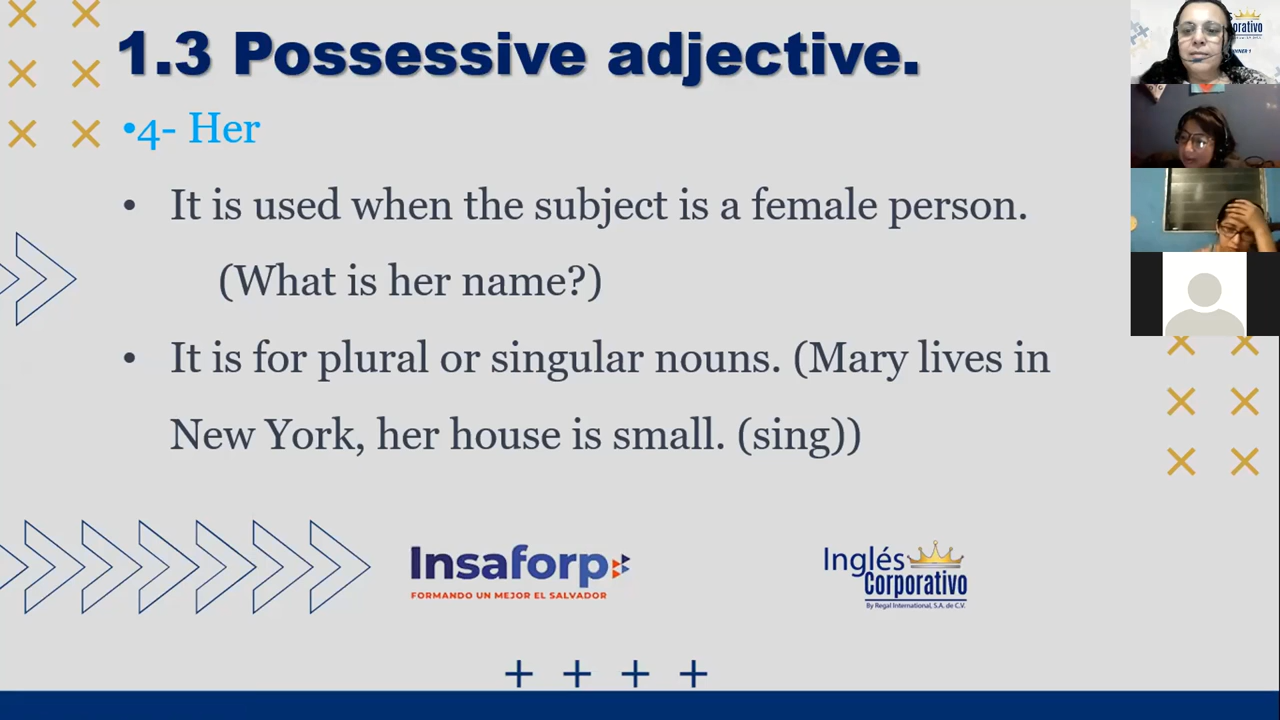 1.3 Possessive adjective.
•4- Her
• It is used when the subject is a female person.
(What is her name?)
• It is for plural or singular nouns. (Mary lives in
New York, her house is small. (sing))
Insaforp
FORMANDO UN MEJOR EL SALVADOR
Inglés
Corporativo
By Regal International, S.A. de C.V.